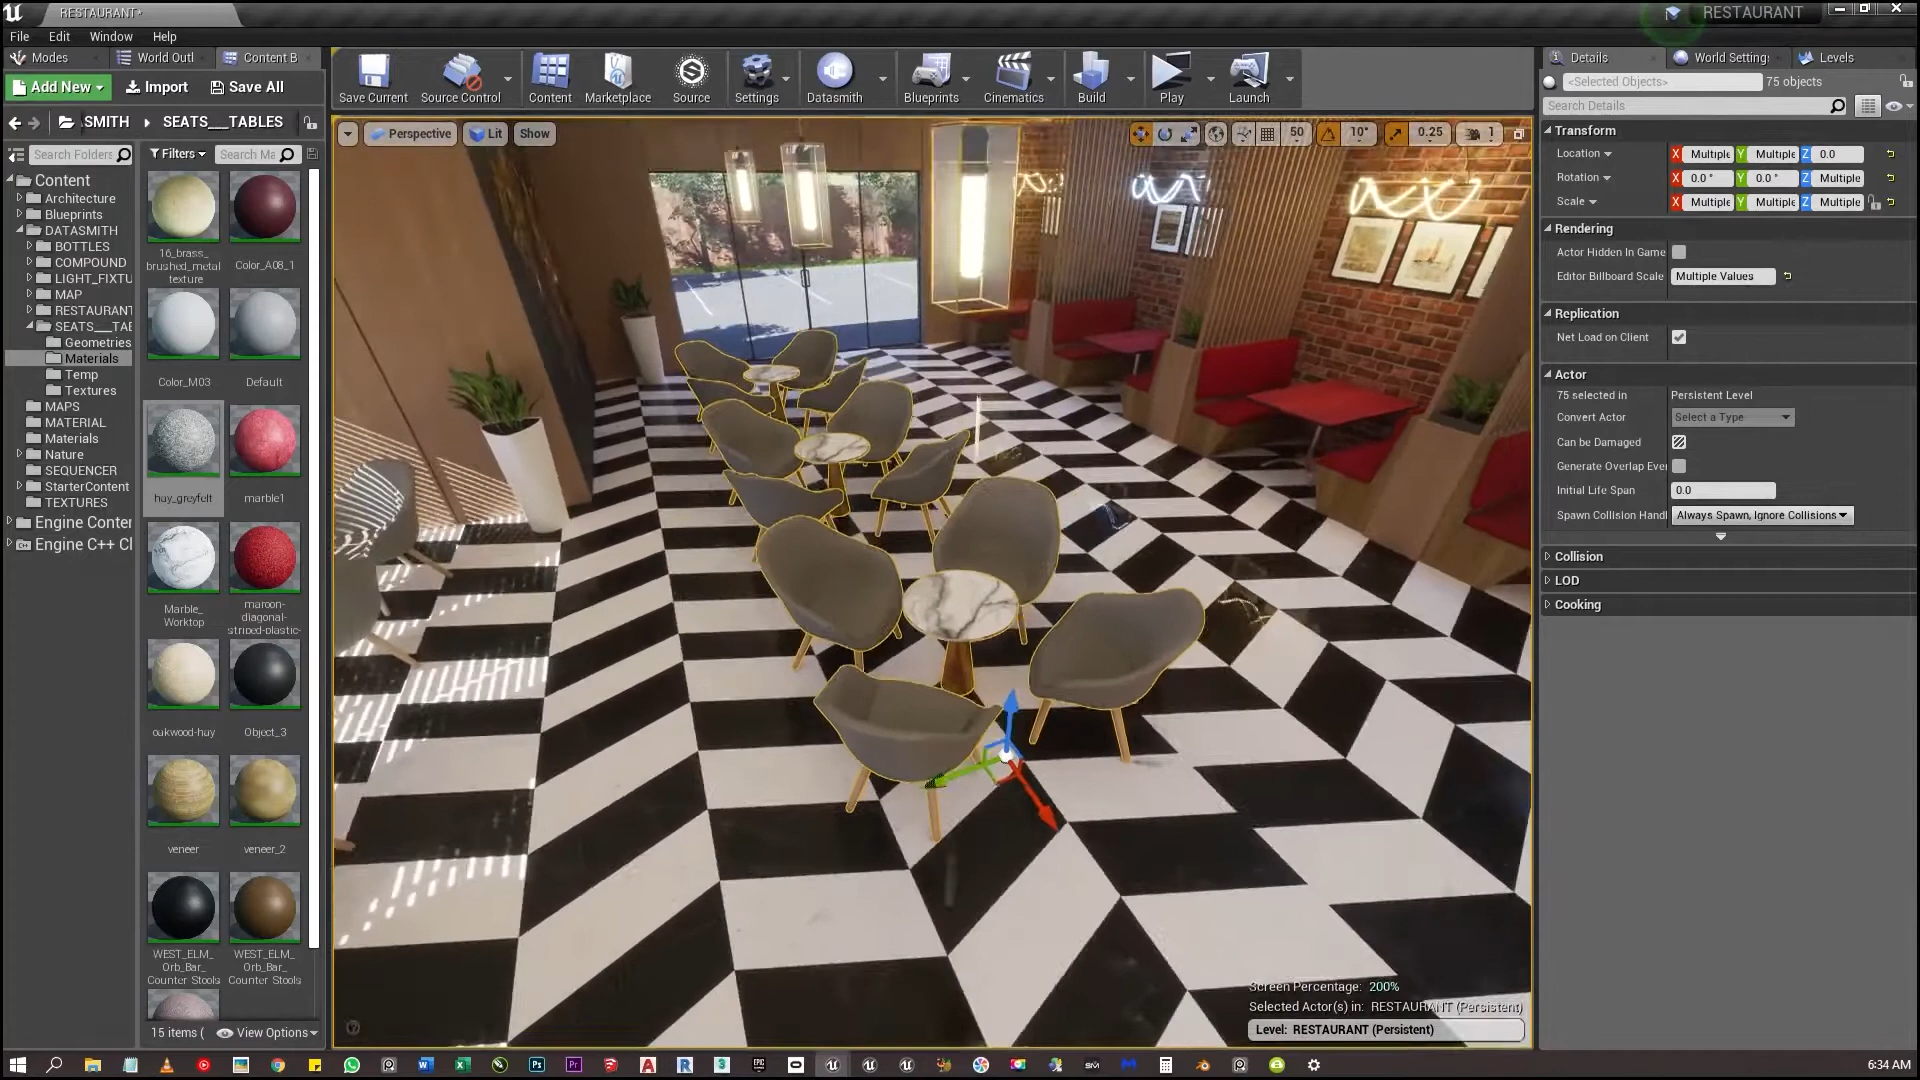 RESTAURANT*
RESTAURANT
File Edit Window Help
Modes World Outl Content B
Add New Import Save All
SMITH SEATS___TABLES
Search Folders Filters Search Ma
Content
Architecture
Blueprints
DATASMITH
BOTTLES
COMPOUND
LIGHT_FIXTU
MAP
RESTAURANT
SEATS___TAE
Geometries
Materials
Temp
Textures
MAPS
MATERIAL
Materials
Nature
SEQUENCER
StarterContent
TEXTURES
Engine Conter
Engine C++ Cl
16_brass_
brushed_metal
texture
Color_A08_1
Color_M03
Default
hay_greyfelt
marble1
Marble_
Worktop
maroon-
diagonal-
striped-plastic-
oakwood-hay
Object_3
veneer
veneer_2
WEST_ELM_
Orb_Bar_
Counter Stools
WEST_ELM_
Orb_Bar_
Counter Stools
15 items (
View Options
Save Current Source Control Content Marketplace Source Settings Datasmith Blueprints Cinematics Build Play Launch
Perspective Lit Show
50 10° 0.25 1
Screen Percentage: 200%
Selected Actor(s) in: RESTAURANT (Persistent)
Level: RESTAURANT (Persistent)
Details World Settings Levels
<Selected Objects> 75 objects
Search Details
Transform
Location X Multiple Y Multiple Z 0.0
Rotation X 0.0 ° Y 0.0 ° Z Multiple
Scale X Multiple Y Multiple Z Multiple
Rendering
Actor Hidden In Game
Editor Billboard Scale Multiple Values
Replication
Net Load on Client
Actor
75 selected in Persistent Level
Convert Actor Select a Type
Can be Damaged
Generate Overlap Ever
Initial Life Span 0.0
Spawn Collision Handl Always Spawn, Ignore Collisions
Collision
LOD
Cooking
6:34 AM